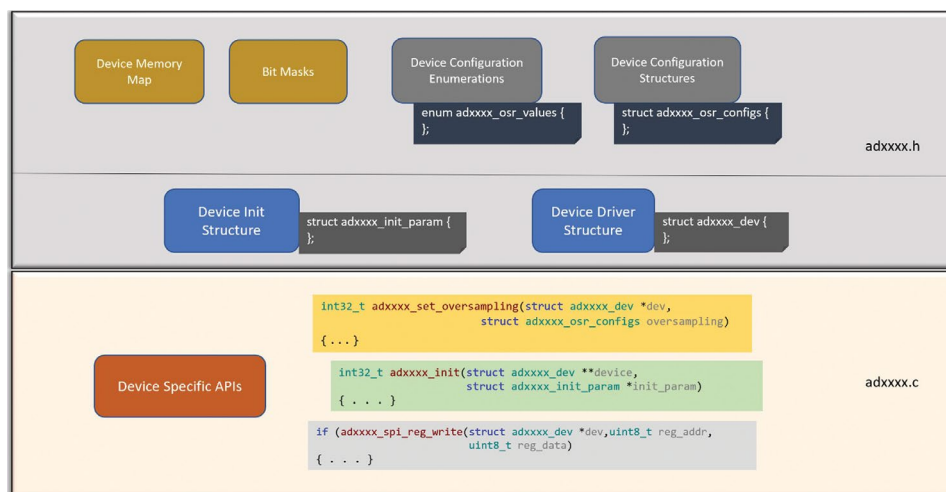 Device Memory
Map
Bit Masks
Device Configuration
Enumerations
enum adxxxx_osr_values {
};
Device Configuration
Structures
struct adxxxx_osr_configs {
};
adxxxx.h
Device Init
Structure
struct adxxxx_init_param {
};
Device Driver
Structure
struct adxxxx_dev {
};
Device Specific APIs
int32_t adxxxx_set_oversampling(struct adxxxx_dev *dev,
struct adxxxx_osr_configs oversampling)
{...}
int32_t adxxxx_init(struct adxxxx_dev **device,
struct adxxxx_init_param *init_param)
{ . . . }
if (adxxxx_spi_reg_write(struct adxxxx_dev *dev,uint8_t reg_addr,
uint8_t reg_data)
{ . . . }
adxxxx.c